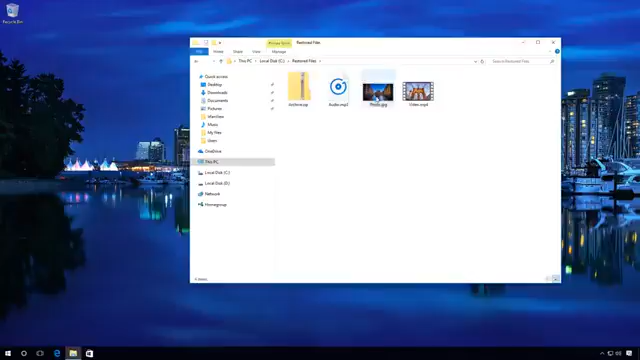 Recycle Bin
Picture Tools
Restored Files
File
Home
Share
View
Manage
This PC
Local Disk (C:)
Restored Files
Search Restored Files
Quick access
Desktop
Downloads
Documents
Pictures
Music
My Files
Users
OneDrive
This PC
Local Disk (C:)
Local Disk (D:)
Network
Homegroup
Archive.zip
Audio.mp3
Photo.jpg
Video.mp4
4 items